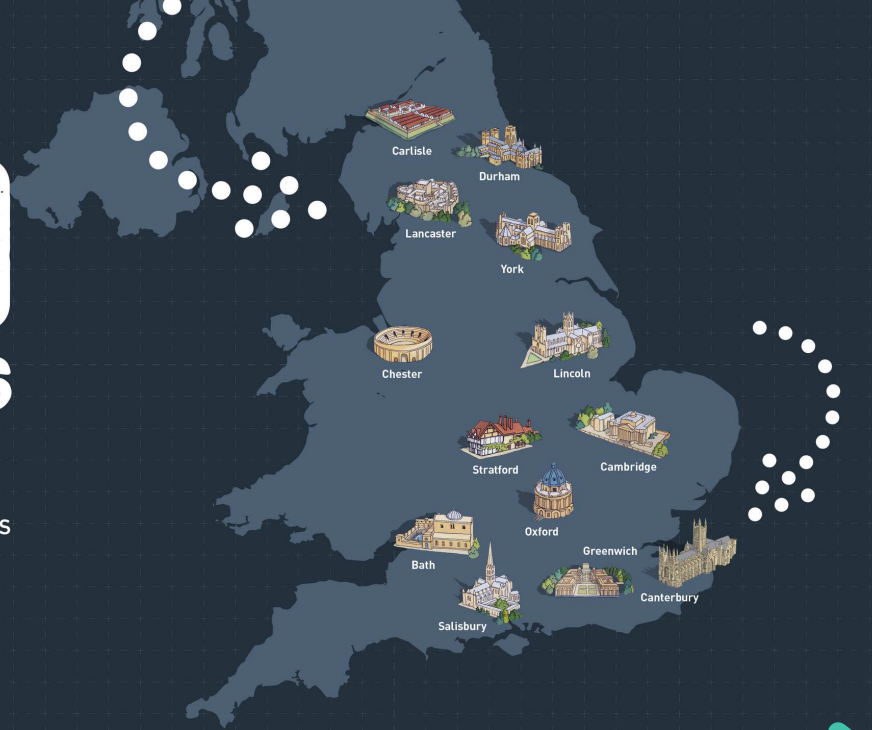 Carlisle
Durham
Lancaster
York
Chester
Lincoln
Stratford
Cambridge
Oxford
Greenwich
Bath
Canterbury
Salisbury